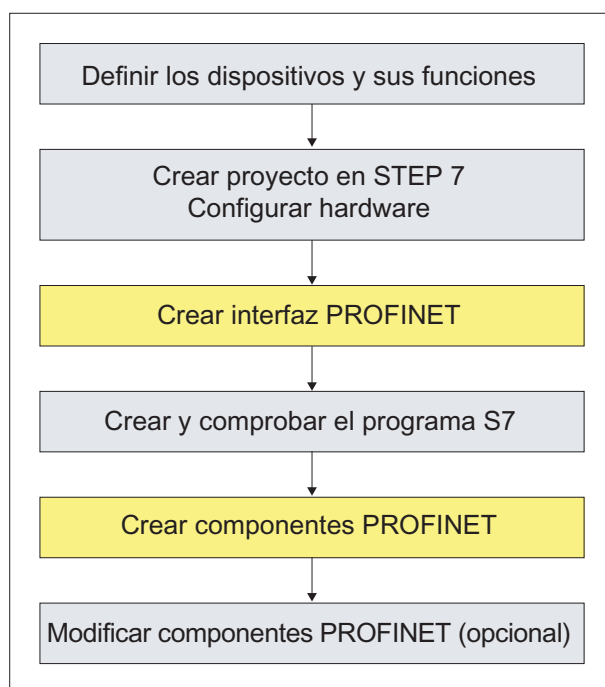 Definir los dispositivos y sus funciones
Crear proyecto en STEP 7
Configurar hardware
Crear interfaz PROFINET
Crear y comprobar el programa S7
Crear componentes PROFINET
Modificar componentes PROFINET (opcional)